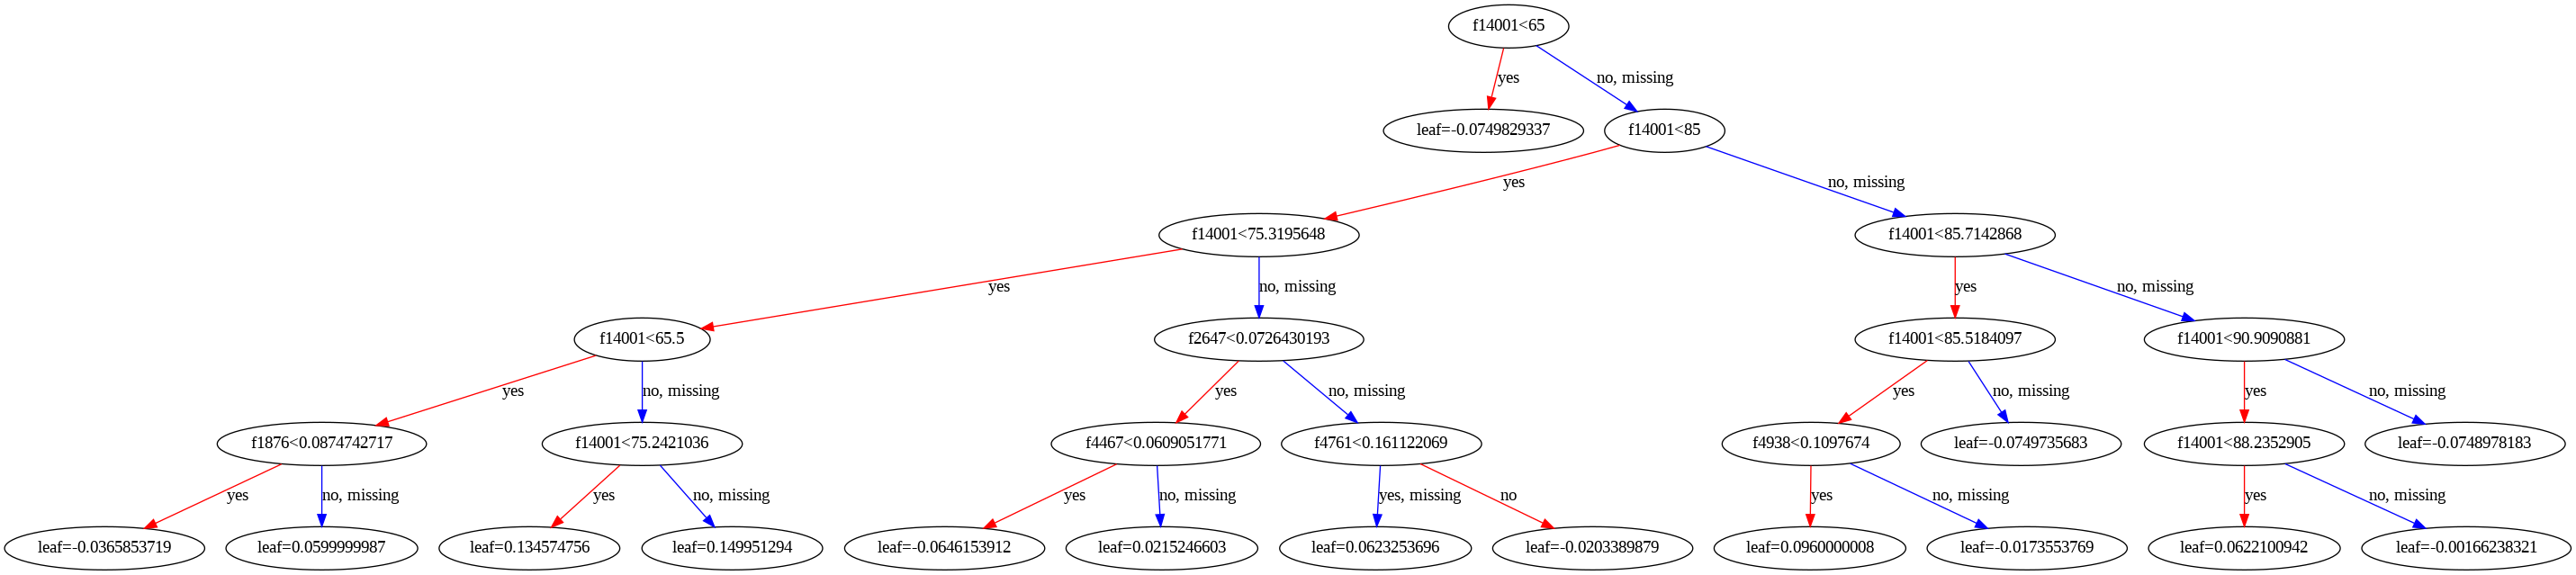 f14001<65
yes
no, missing
leaf=-0.0749829337
f14001<85
yes
no, missing
f14001<75.3195648
f14001<85.7142868
yes
no, missing
yes
no, missing
f14001<65.5
f2647<0.0726430193
f14001<85.5184097
f14001<90.9090881
yes
no, missing
yes
no, missing
yes
no, missing
yes
no, missing
f1876<0.0874742717
f14001<75.2421036
f4467<0.0609051771
f4761<0.161122069
f4938<0.1097674
leaf=-0.0749735683
f14001<88.2352905
leaf=-0.0748978183
yes
no, missing
yes
no, missing
yes
no, missing
yes, missing
no
yes
no, missing
yes
no, missing
leaf=-0.0365853719
leaf=0.0599999987
leaf=0.134574756
leaf=0.149951294
leaf=-0.0646153912
leaf=0.0215246603
leaf=0.0623253696
leaf=-0.0203389879
leaf=0.0960000008
leaf=-0.0173553769
leaf=0.0622100942
leaf=-0.00166238321